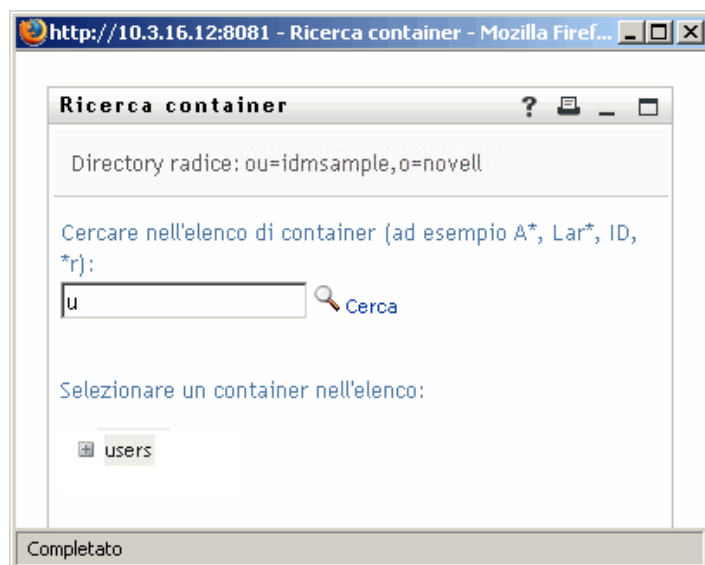 http://10.3.16.12:8081 - Ricerca container - Mozilla Firef...
Ricerca container
Directory radice: ou=idmsample,o=novell
Cercare nell'elenco di container (ad esempio A*, Lar*, ID,
*r):
u
Cerca
Selezionare un container nell'elenco:
users
Completato